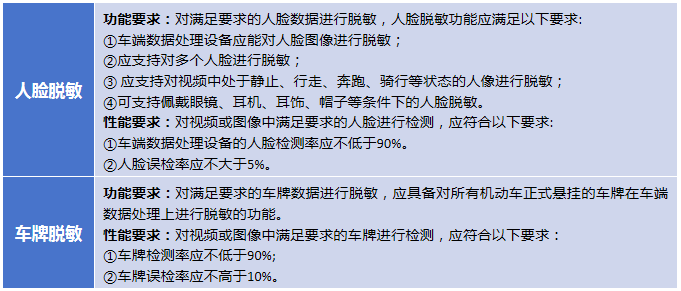 人脸脱敏
功能要求：对满足要求的人脸数据进行脱敏，人脸脱敏功能应满足以下要求:
①车端数据处理设备应能对人脸图像进行脱敏；
②应支持对多个人脸进行脱敏；
③ 应支持对视频中处于静止、行走、奔跑、骑行等状态的人像进行脱敏；
④可支持佩戴眼镜、耳机、耳饰、帽子等条件下的人脸脱敏。
性能要求：对视频或图像中满足要求的人脸进行检测，应符合以下要求:
①车端数据处理设备的人脸检测率应不低于90%。
②人脸误检率应不大于5%。
车牌脱敏
功能要求：对满足要求的车牌数据进行脱敏，应具备对所有机动车正式悬挂的车牌在车端
数据处理上进行脱敏的功能。
性能要求：对视频或图像中满足要求的车牌进行检测，应符合以下要求：
①车牌检测率应不低于90%;
②车牌误检率应不高于10%。